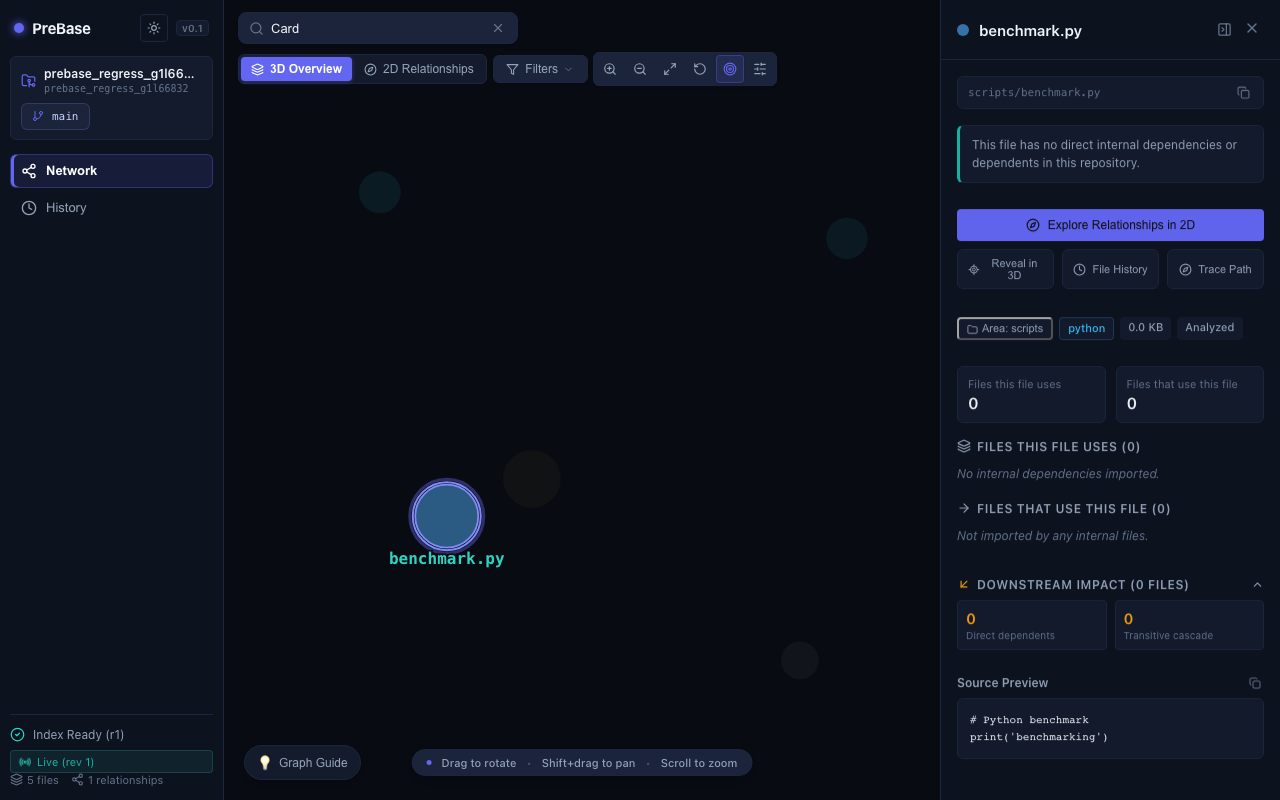 PreBase
v0.1
prebase_regress_g1l66...
prebase_regress_g1l66832
main
Network
History
Index Ready (r1)
Live (rev 1)
5 files
1 relationships
Card
3D Overview
2D Relationships
Filters
benchmark.py
Graph Guide
Drag to rotate · Shift+drag to pan · Scroll to zoom
benchmark.py
scripts/benchmark.py
This file has no direct internal dependencies or
dependents in this repository.
Explore Relationships in 2D
Reveal in
3D
File History
Trace Path
Area: scripts
python
0.0 KB
Analyzed
Files this file uses
0
Files that use this file
0
FILES THIS FILE USES (0)
No internal dependencies imported.
FILES THAT USE THIS FILE (0)
Not imported by any internal files.
DOWNSTREAM IMPACT (0 FILES)
0
Direct dependents
0
Transitive cascade
Source Preview
# Python benchmark
print('benchmarking')